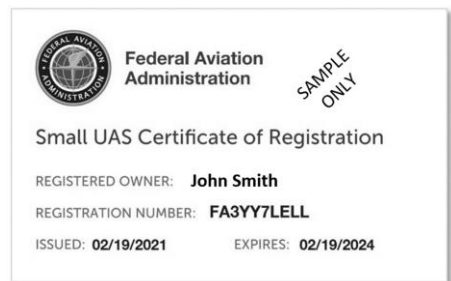 FEDERAL AVIATION
ADMINISTRATION
Federal Aviation
Administration
SAMPLE
ONLY
Small UAS Certificate of Registration
REGISTERED OWNER: John Smith
REGISTRATION NUMBER: FA3YY7LELL
ISSUED: 02/19/2021 EXPIRES: 02/19/2024